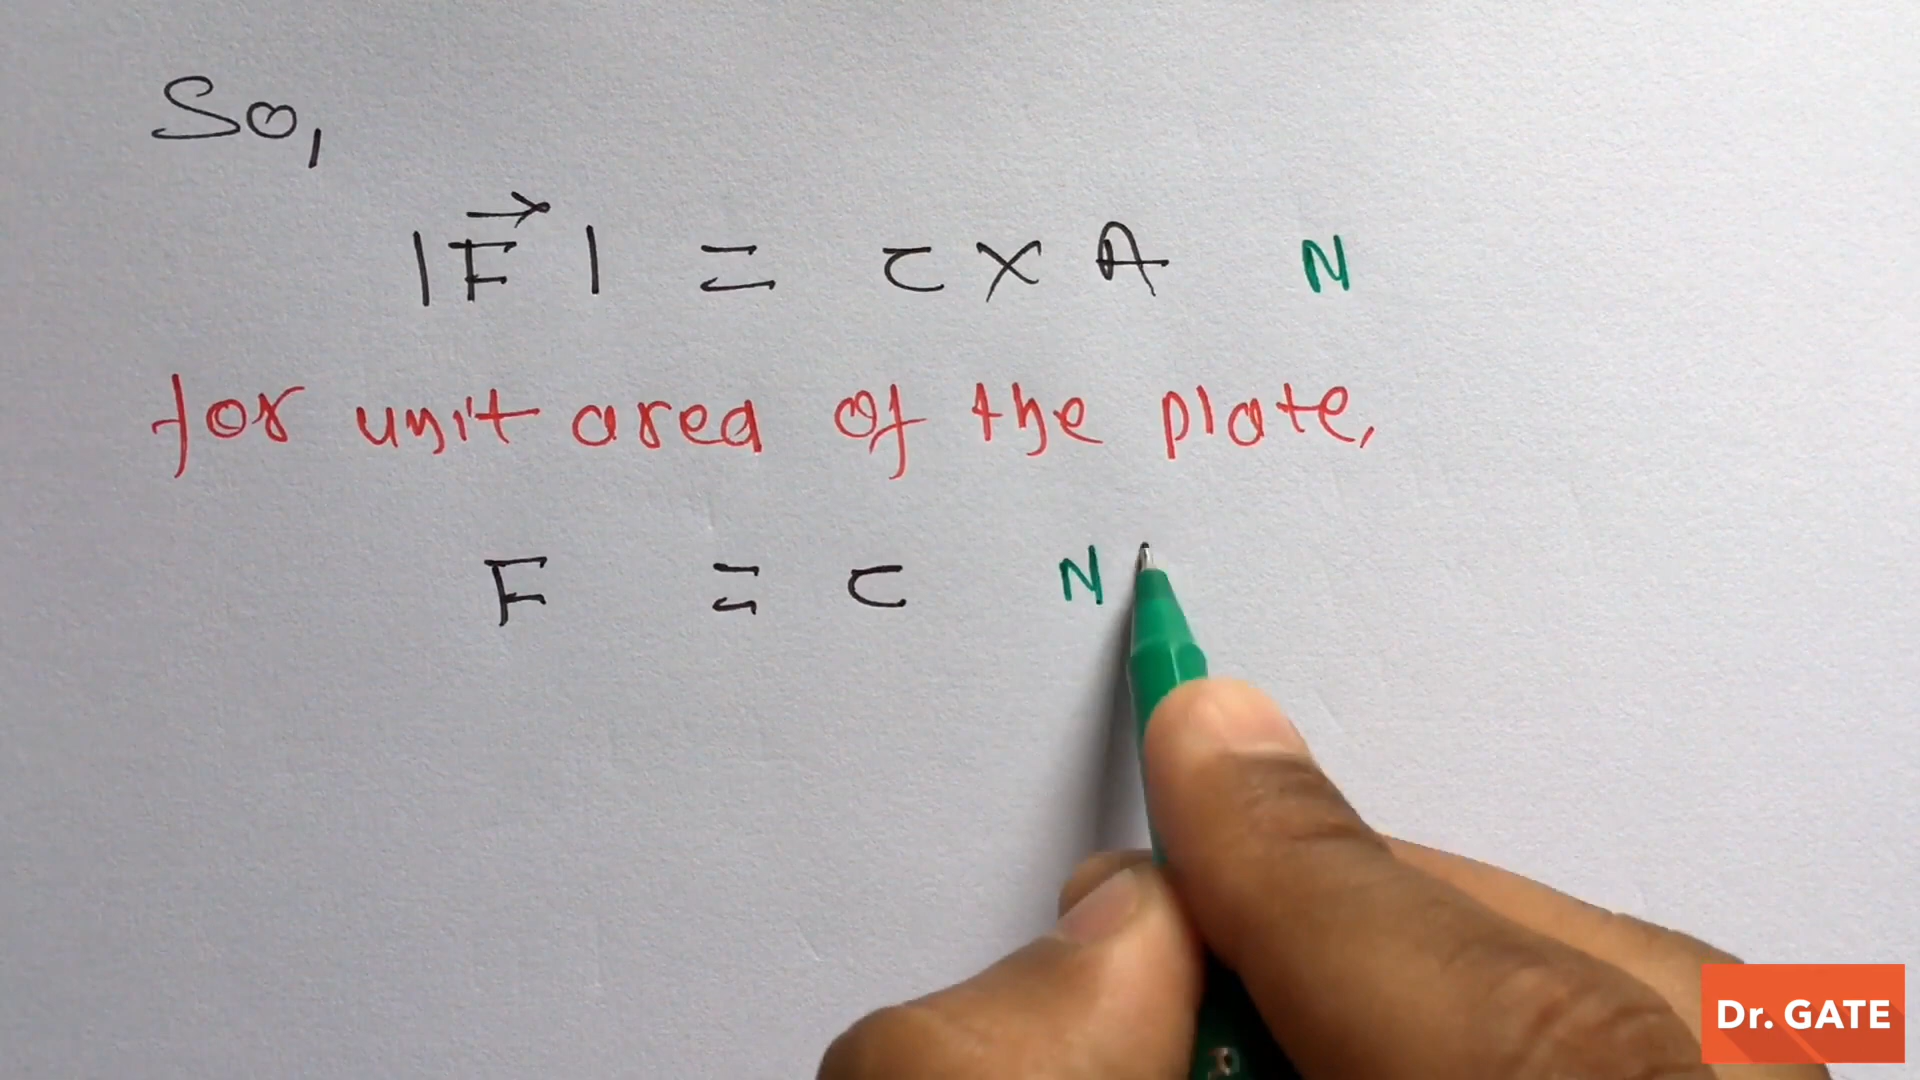 So,
|F⃗| = τ × A N
for unit area of the plate,
F = τ N
Dr. GATE